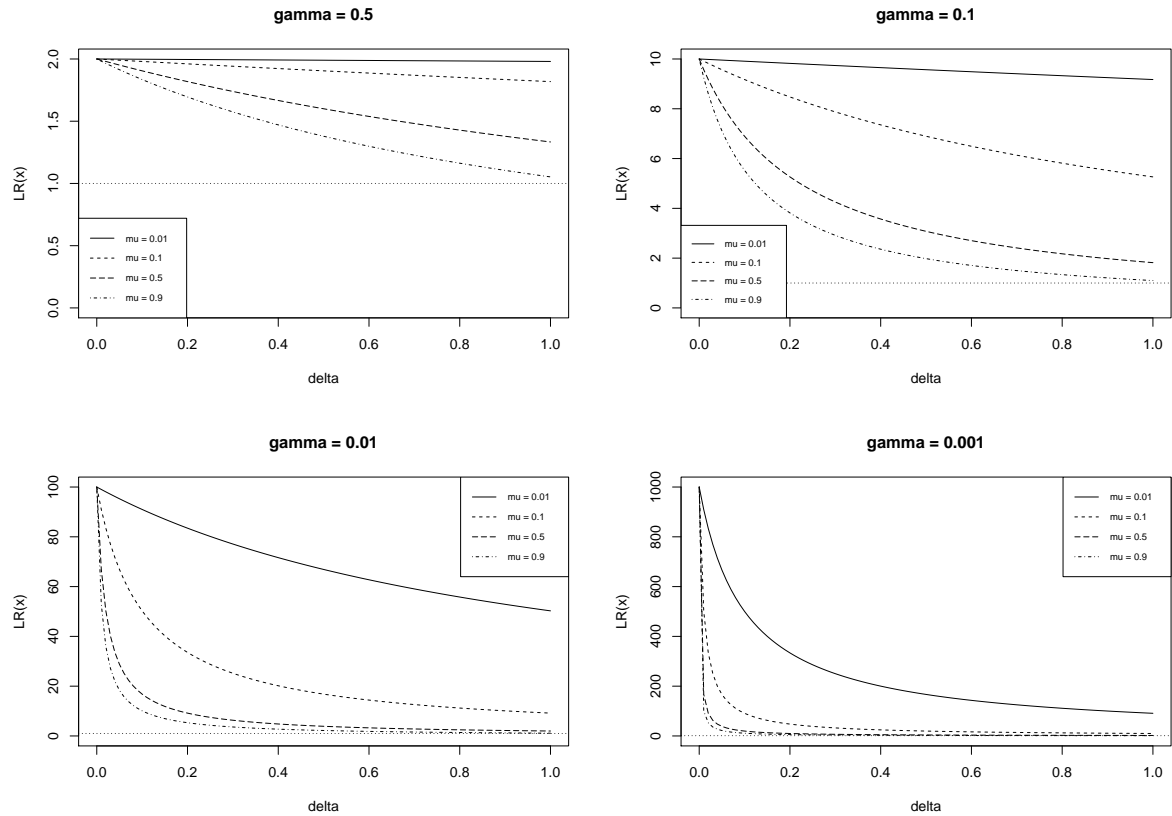 gamma = 0.5
LR(x)
2.0
1.5
1.0
0.5
0.0
mu = 0.01
mu = 0.1
mu = 0.5
mu = 0.9
0.0 0.2 0.4 0.6 0.8 1.0
delta
gamma = 0.1
LR(x)
10
8
6
4
2
0
mu = 0.01
mu = 0.1
mu = 0.5
mu = 0.9
0.0 0.2 0.4 0.6 0.8 1.0
delta
gamma = 0.01
LR(x)
100
80
60
40
20
0
mu = 0.01
mu = 0.1
mu = 0.5
mu = 0.9
0.0 0.2 0.4 0.6 0.8 1.0
delta
gamma = 0.001
LR(x)
1000
800
600
400
200
0
mu = 0.01
mu = 0.1
mu = 0.5
mu = 0.9
0.0 0.2 0.4 0.6 0.8 1.0
delta